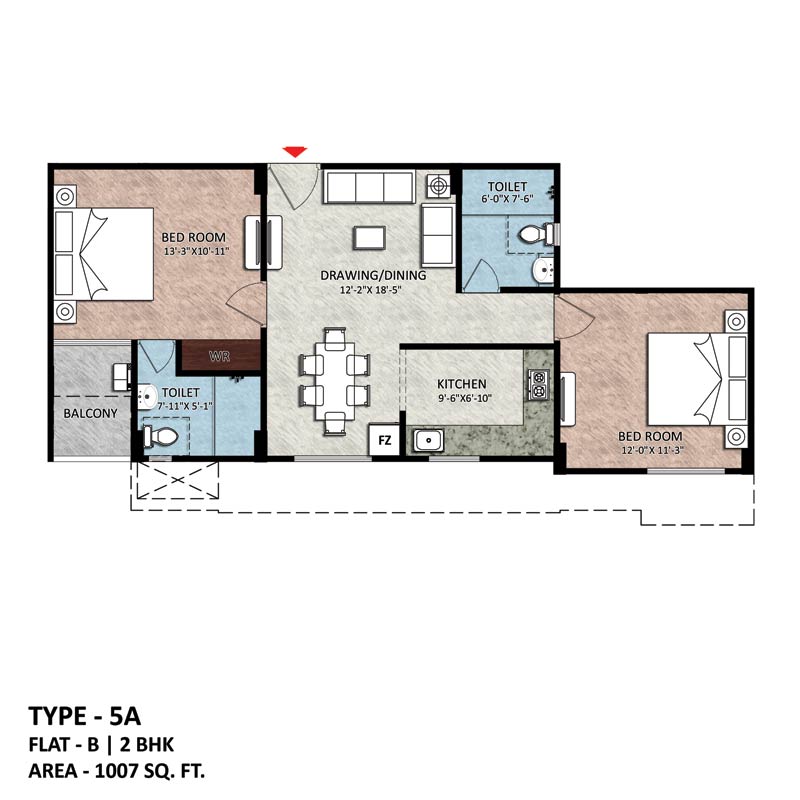 TOILET
6'-0"X 7'-6"
BED ROOM
13'-3"X10'-11"
DRAWING/DINING
12'-2"X 18'-5"
WR
KITCHEN
9'-6"X6'-10"
TOILET
7'-11"X 5'-1"
BALCONY
FZ
BED ROOM
12'-0"X 11'-3"
TYPE - 5A
FLAT - B | 2 BHK
AREA - 1007 SQ. FT.